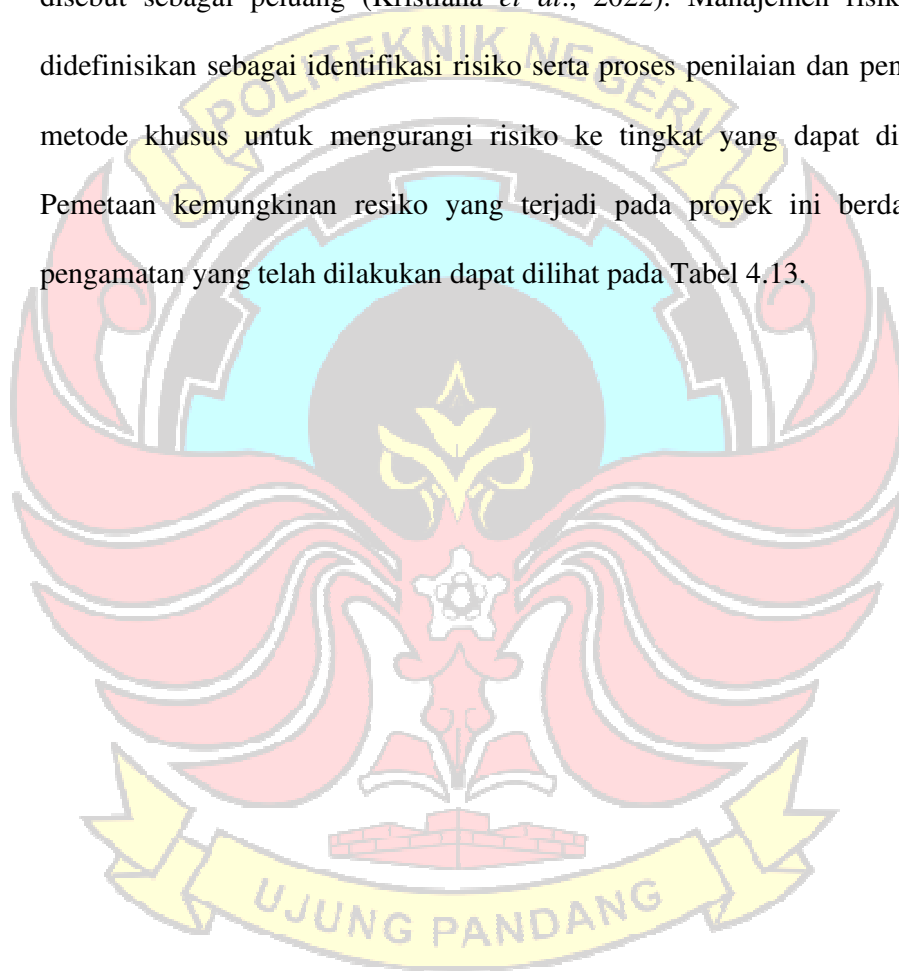 disebut sebagai peluang (Kristiana et al., 2022). Manajemen risik
didefinisikan sebagai identifikasi risiko serta proses penilaian dan pen
metode khusus untuk mengurangi risiko ke tingkat yang dapat di
Pemetaan kemungkinan resiko yang terjadi pada proyek ini berda
pengamatan yang telah dilakukan dapat dilihat pada Tabel 4.13.
POLITEKNIK NEGERI
UJUNG PANDANG